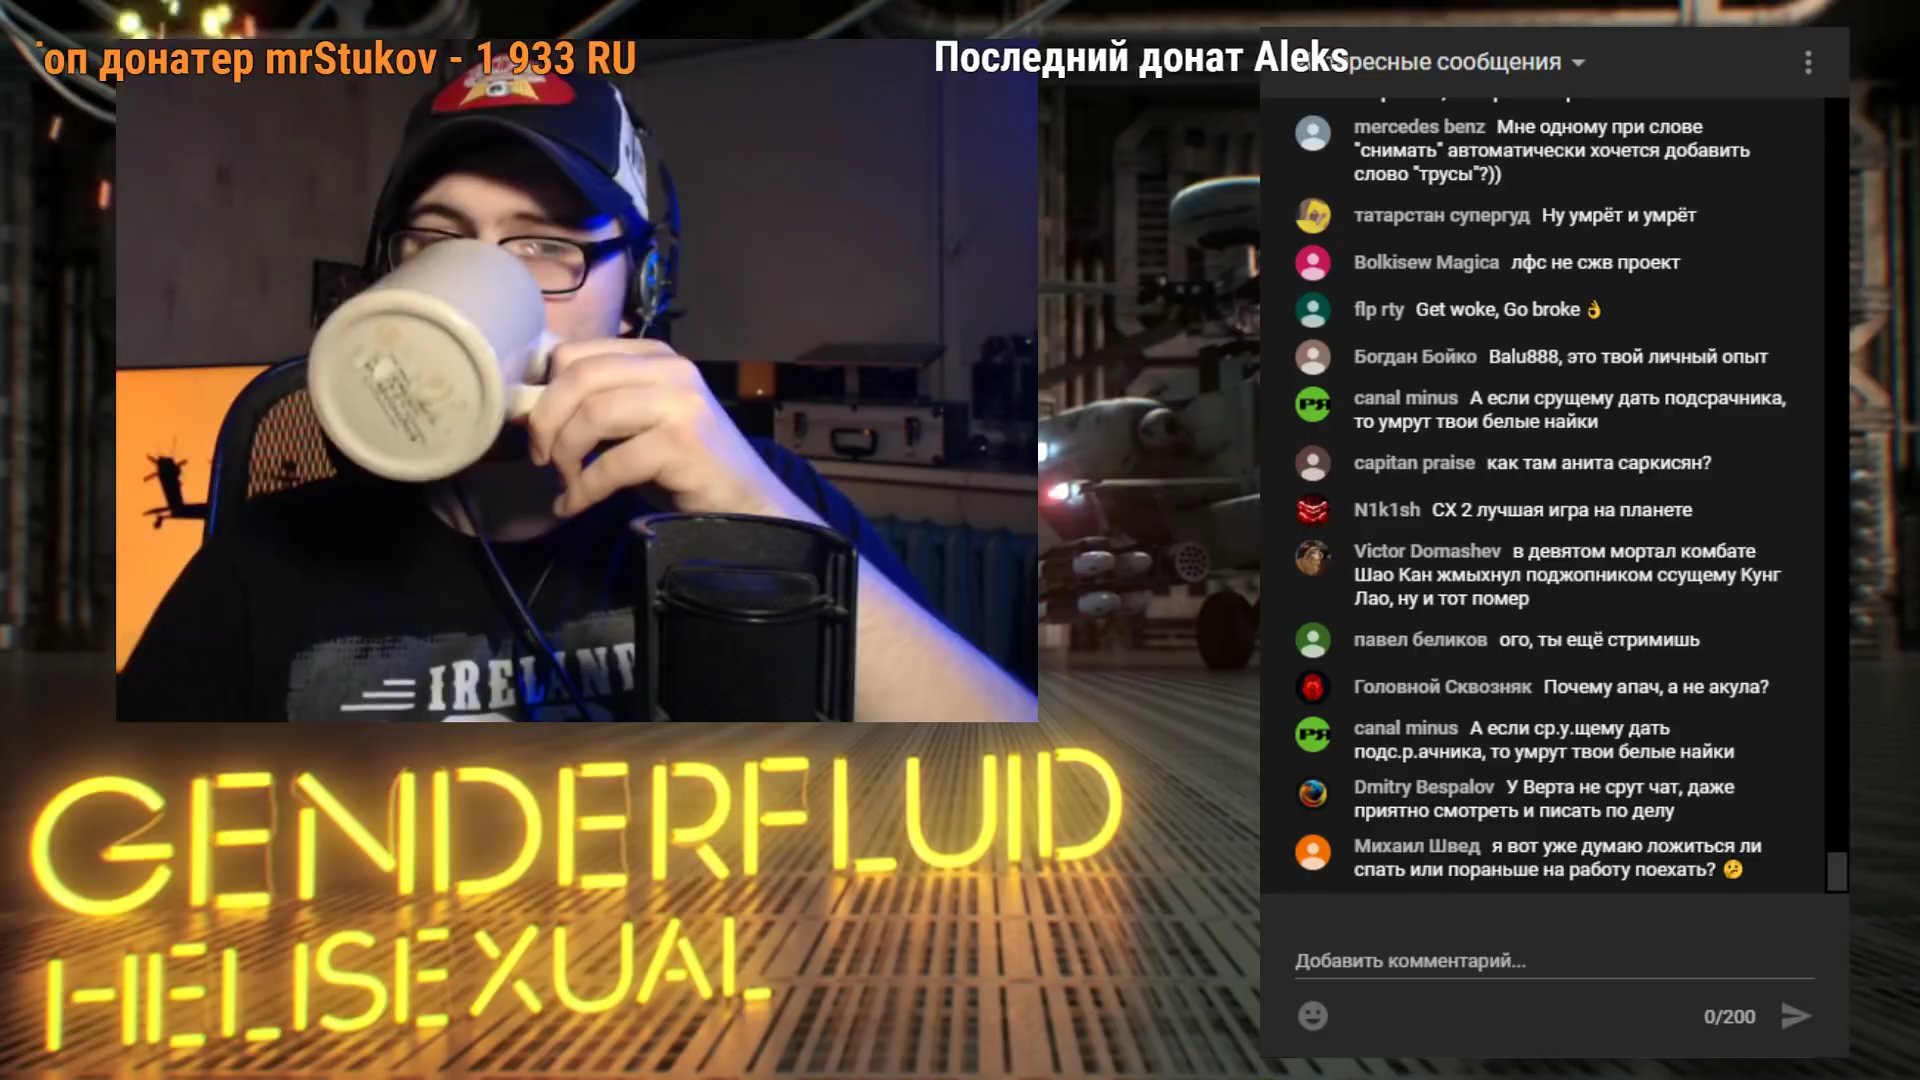 оп донатер mrStukov - 1 933 RU
Последний донат Aleks
ресные сообщения
mercedes benz Мне одному при слове
"снимать" автоматически хочется добавить
слово "трусы"?))
татарстан супергуд Ну умрёт и умрёт
Bolkisew Magica лфс не сжв проект
flp rty Get woke, Go broke 👌
Богдан Бойко Balu888, это твой личный опыт
РЯ
canal minus А если срущему дать подсрачника,
то умрут твои белые найки
capitan praise как там анита саркисян?
N1k1sh СХ 2 лучшая игра на планете
Victor Domashev в девятом мортал комбате
Шао Кан жмыхнул поджопником ссущему Кунг
Лао, ну и тот помер
павел беликов ого, ты ещё стримишь
Головной Сквозняк Почему апач, а не акула?
РЯ
canal minus А если ср.у.щему дать
подс.р.ачника, то умрут твои белые найки
Dmitry Bespalov У Верта не срут чат, даже
приятно смотреть и писать по делу
Михаил Швед я вот уже думаю ложиться ли
спать или пораньше на работу поехать? 🤔
Добавить комментарий...
0/200
IRELAND
GENDERFLUID
HELISEXUAL